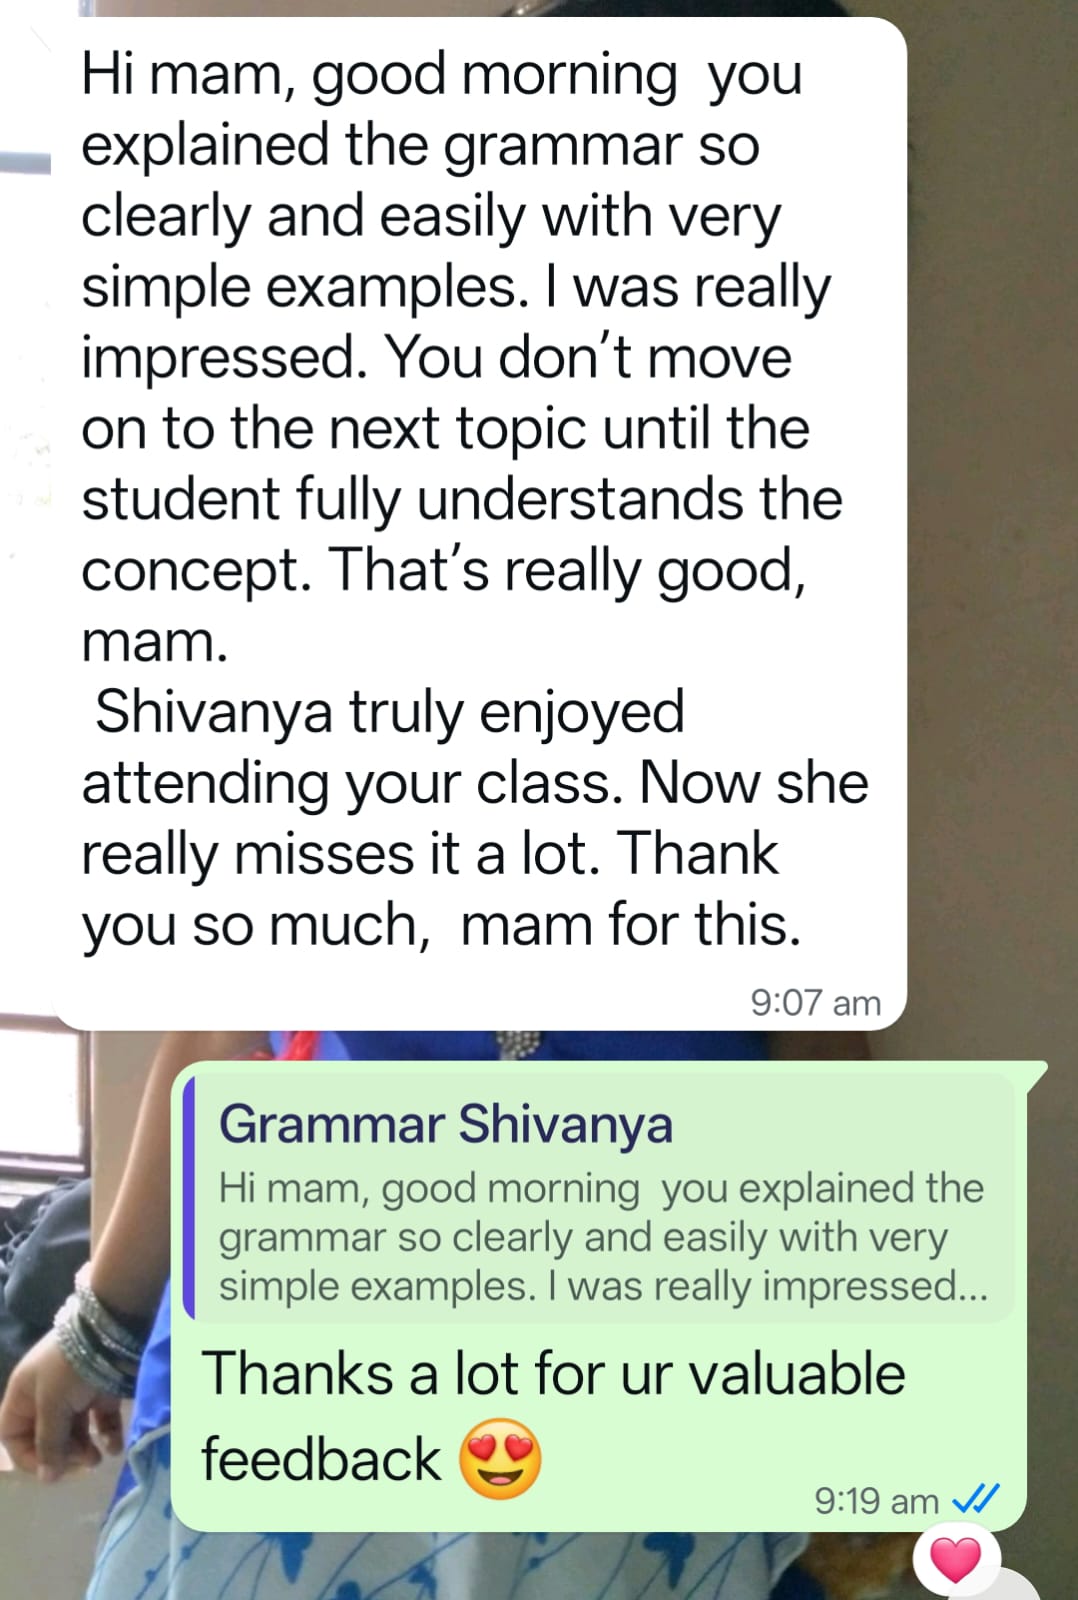 Hi mam, good morning  you
explained the grammar so
clearly and easily with very
simple examples. I was really
impressed. You don’t move
on to the next topic until the
student fully understands the
concept. That’s really good,
mam.
Shivanya truly enjoyed
attending your class. Now she
really misses it a lot. Thank
you so much,  mam for this.
9:07 am
Grammar Shivanya
Hi mam, good morning  you explained the
grammar so clearly and easily with very
simple examples. I was really impressed...
Thanks a lot for ur valuable
feedback 😍
9:19 am